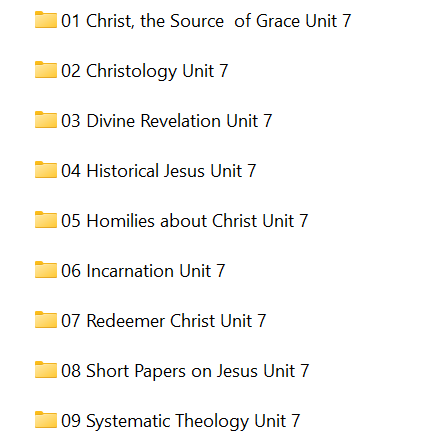 01 Christ, the Source  of Grace Unit 7
02 Christology Unit 7
03 Divine Revelation Unit 7
04 Historical Jesus Unit 7
05 Homilies about Christ Unit 7
06 Incarnation Unit 7
07 Redeemer Christ Unit 7
08 Short Papers on Jesus Unit 7
09 Systematic Theology Unit 7